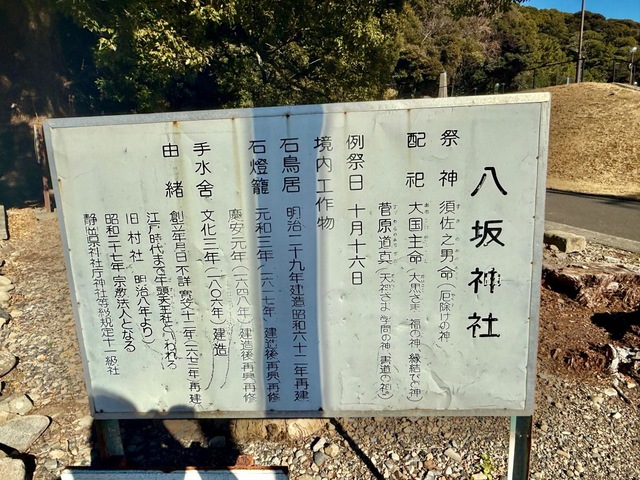 八坂神社
祭神 須佐之男命(厄除けの神)
配祀 大国主命(大黒さま 福の神 縁結びの神)
菅原道真(天神さま 学問の神 書道の神)
例祭日 十月十六日
境内工作物
石鳥居 明治二十九年建造昭和六十二年再建
石燈籠 元和三年(一六一七年 建造後再興再修
慶安元年(一六四八年)建造後再興再修
手水舎 文化三年(一八〇六年)建造
由緒 創立年月日不詳 寛文十二年(一六七二年)再建
江戸時代まで牛頭天王社といわれる
旧村社 明治八年より)
昭和二十七年 宗教法人となる
静岡県神社庁神社等級規定十一級社